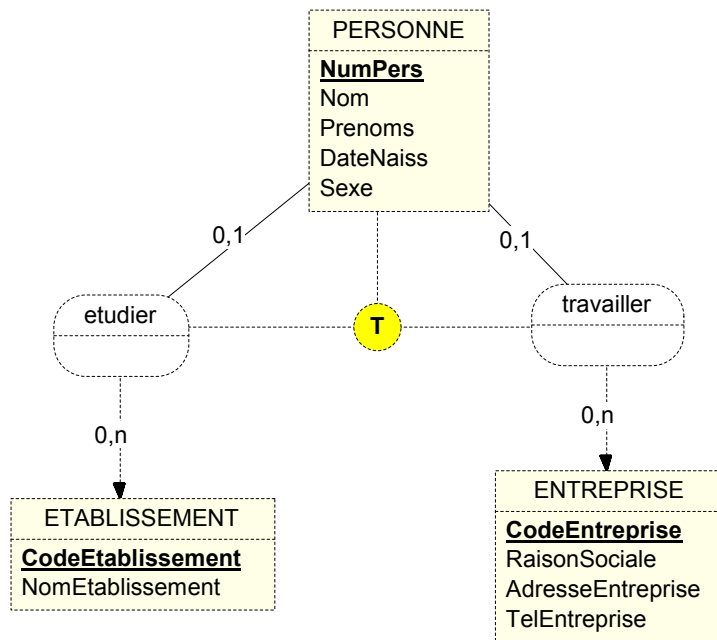 PERSONNE
NumPers
Nom
Prenoms
DateNaiss
Sexe
0,1
0,1
etudier
T
travailler
0,n
0,n
ETABLISSEMENT
CodeEtablissement
NomEtablissement
ENTREPRISE
CodeEntreprise
RaisonSociale
AdresseEntreprise
TelEntreprise